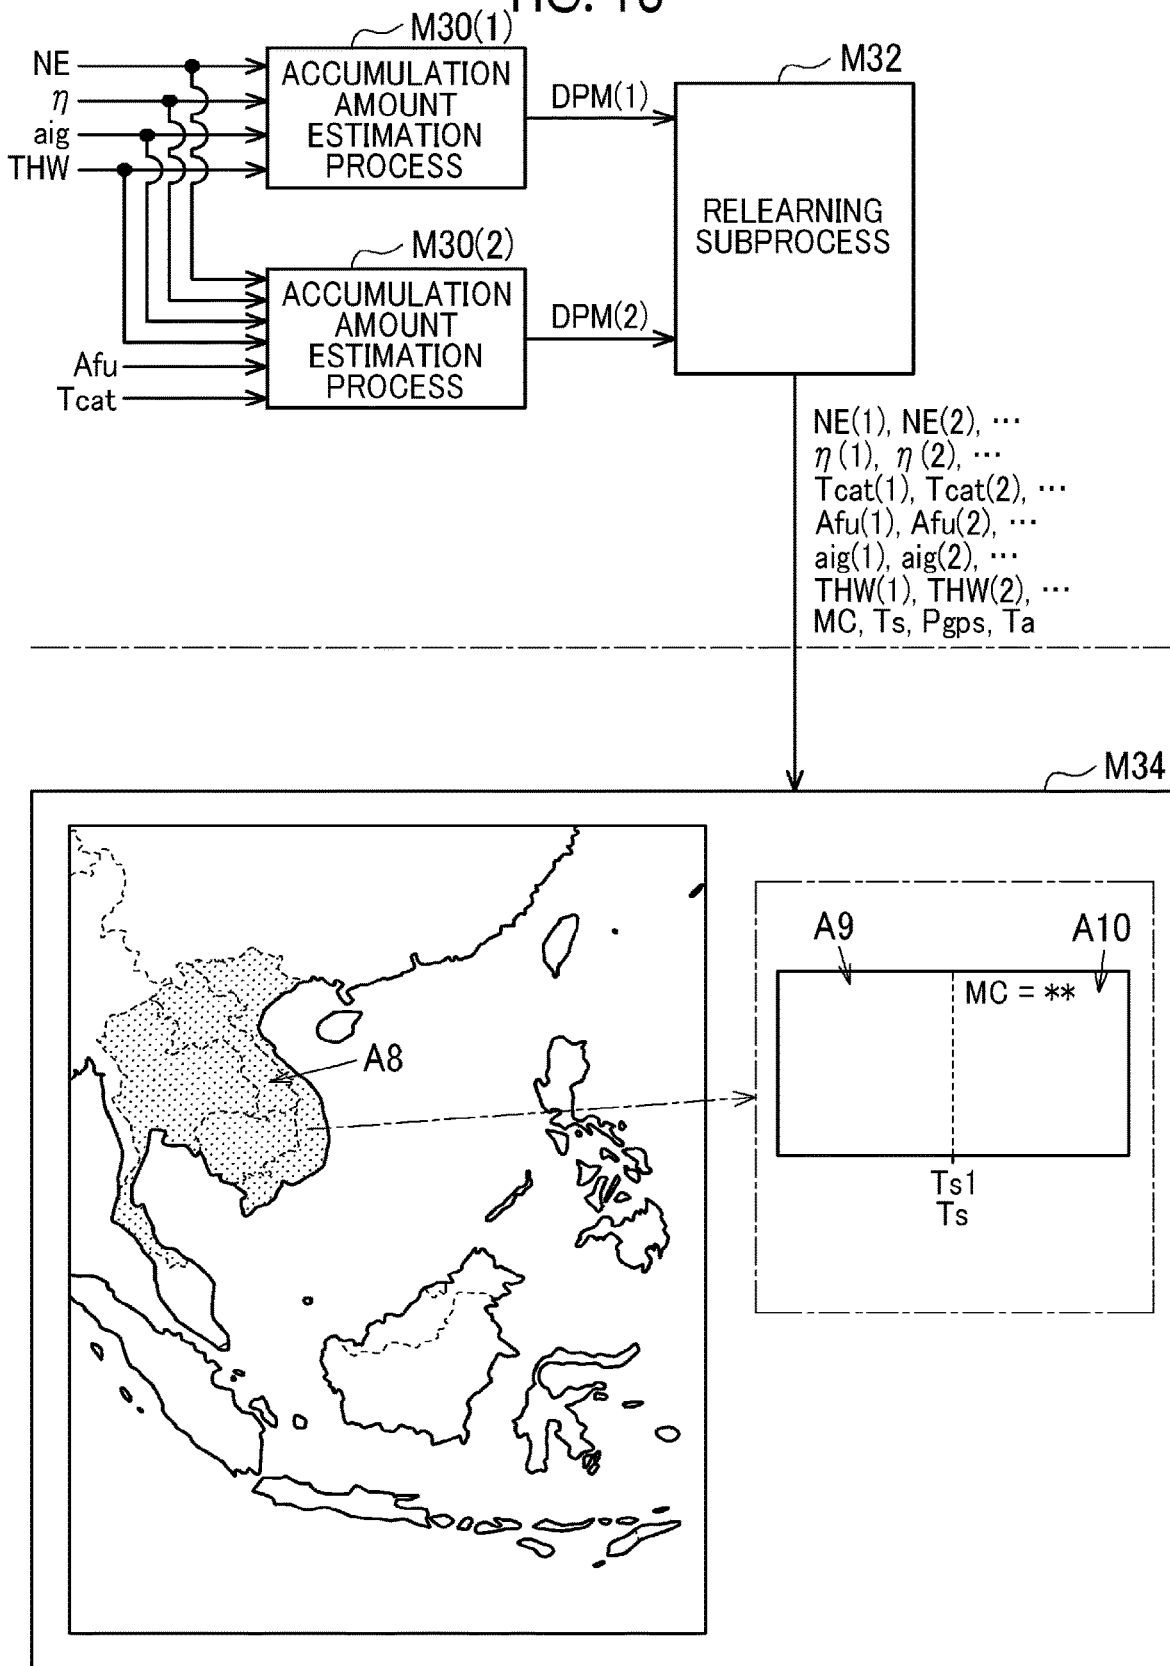 M30(1)
NE
η
aig
THW
ACCUMULATION
AMOUNT
ESTIMATION
PROCESS
DPM(1)
M32
RELEARNING
SUBPROCESS
M30(2)
ACCUMULATION
AMOUNT
ESTIMATION
PROCESS
DPM(2)
Afu
Tcat
NE(1), NE(2), ···
η(1), η(2), ···
Tcat(1), Tcat(2), ···
Afu(1), Afu(2), ···
aig(1), aig(2), ···
THW(1), THW(2), ···
MC, Ts, Pgps, Ta
M34
A8
A9
A10
MC = **
Ts1
Ts